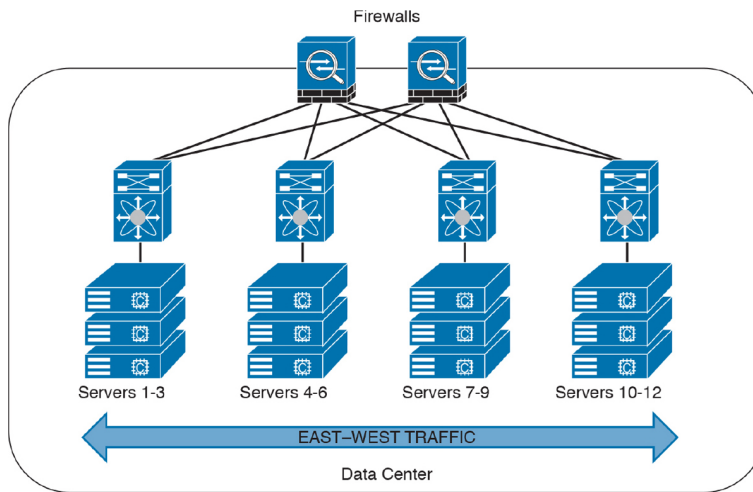 Firewalls
Servers 1-3
Servers 4-6
Servers 7-9
Servers 10-12
EAST–WEST TRAFFIC
Data Center